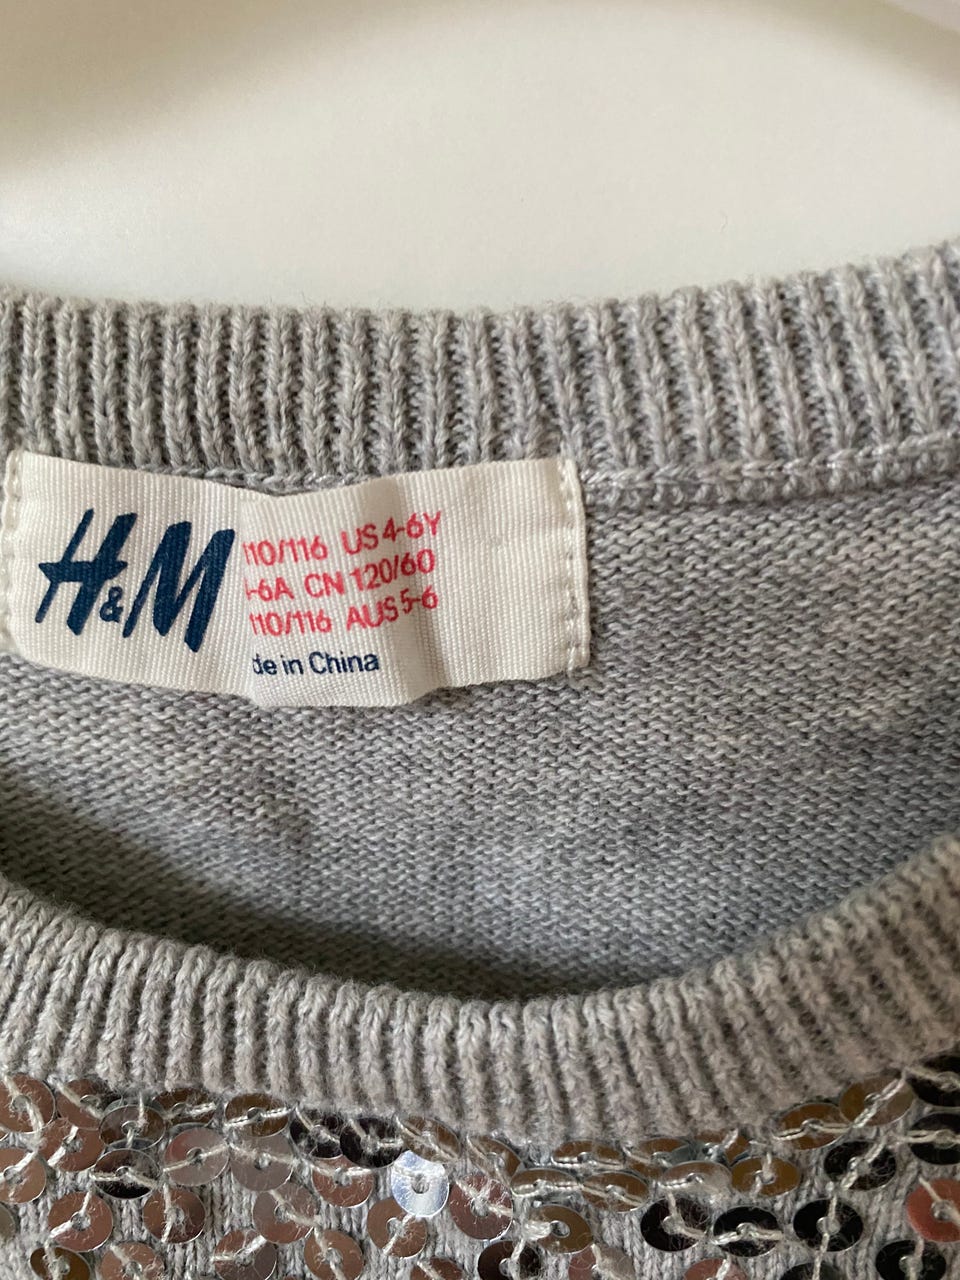 H&M
110/116 US 4-6Y
-6A CN 120/60
110/116 AUS 5-6
de in China